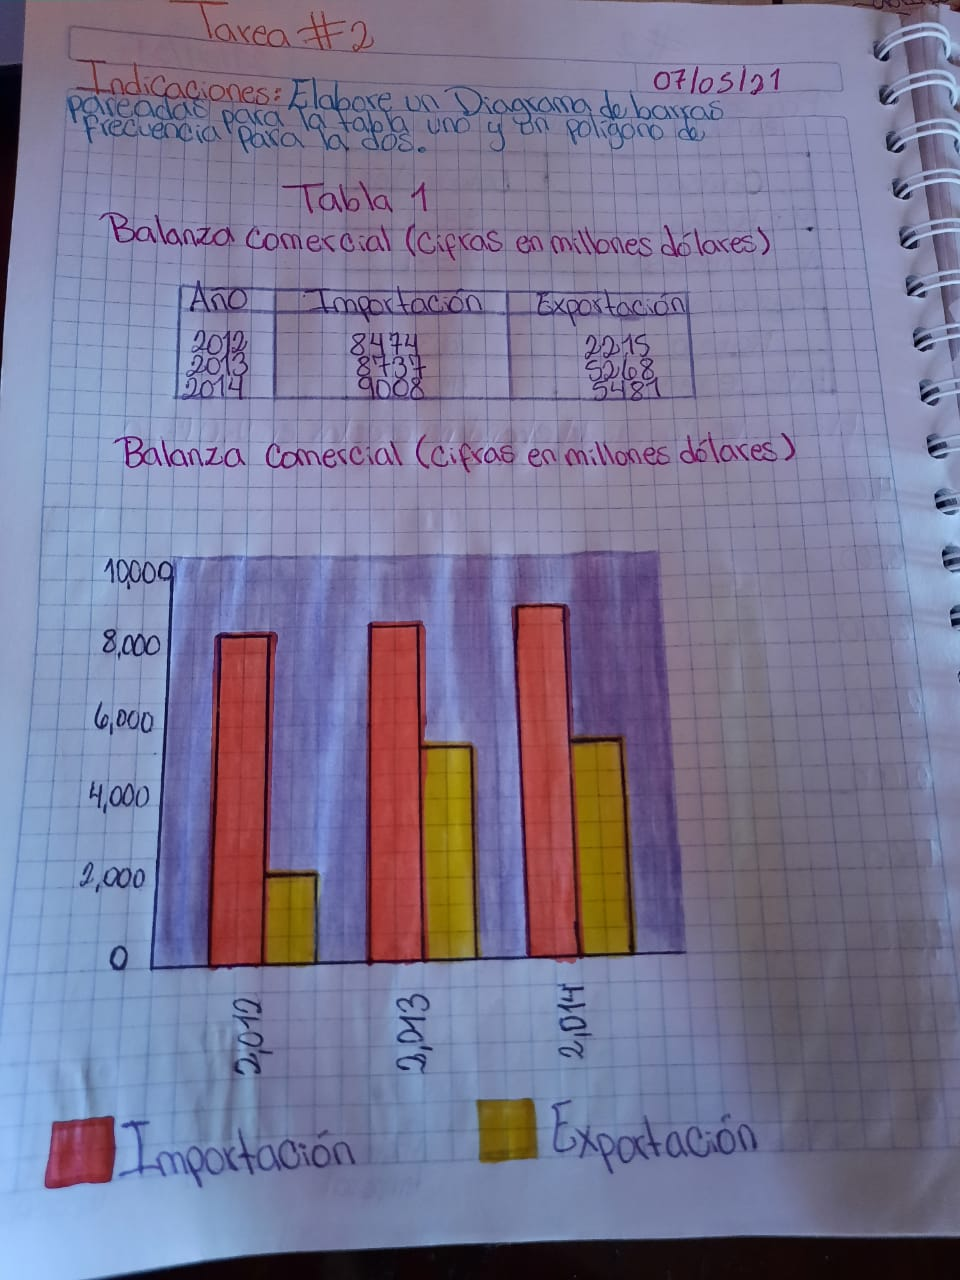 Tarea #2
07/05/21
Indicaciones: Elabore un Diagrama de barras
pareadas para la tabla uno y un poligono de
frecuencia para la dos.
Tabla 1
Balanza comercial (cifras en millones dólares)
Año Importación Exportación
2012 8474 2215
2013 8737 5268
2014 9008 5481
Balanza Comercial (cifras en millones dólares)
10,000
8,000
6,000
4,000
2,000
0
2,012 2,013 2,014
Importación Exportación